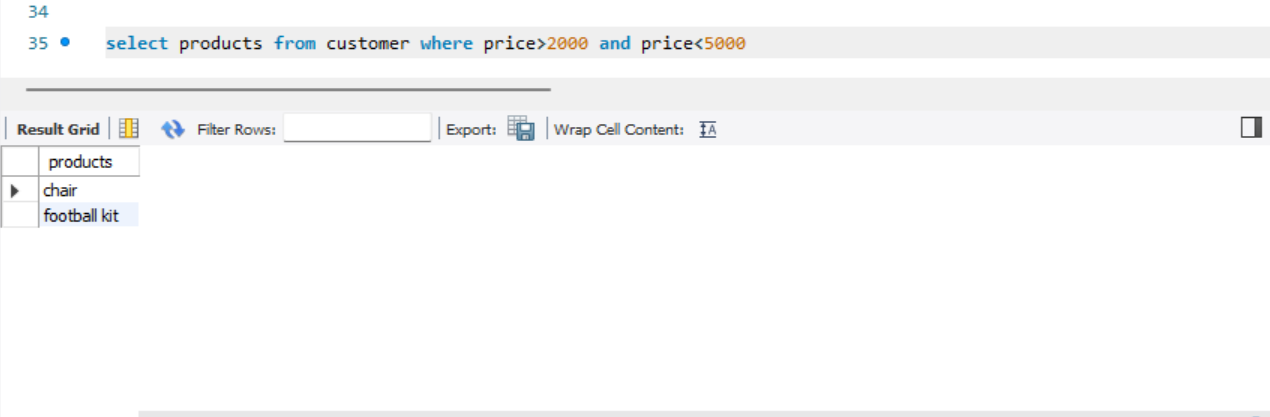 34
35 select products from customer where price>2000 and price<5000
Result Grid Filter Rows: Export: Wrap Cell Content: IA
products
chair
football kit